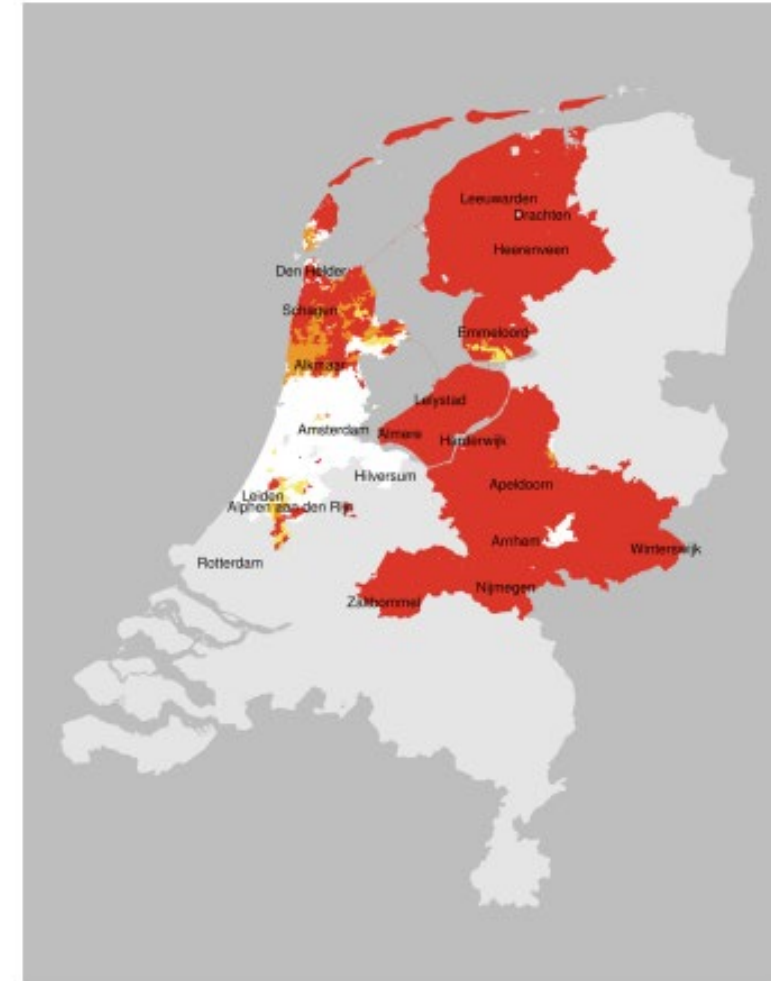 Leeuwarden
Drachten
Heerenveen
Den Helder
Schagen
Emmeloord
Alkmaar
Lelystad
Amsterdam
Almere
Harderwijk
Hilversum
Apeldoorn
Leiden
Alphen aan den Rijn
Arnhem
Winterswijk
Rotterdam
Nijmegen
Zaltbommel